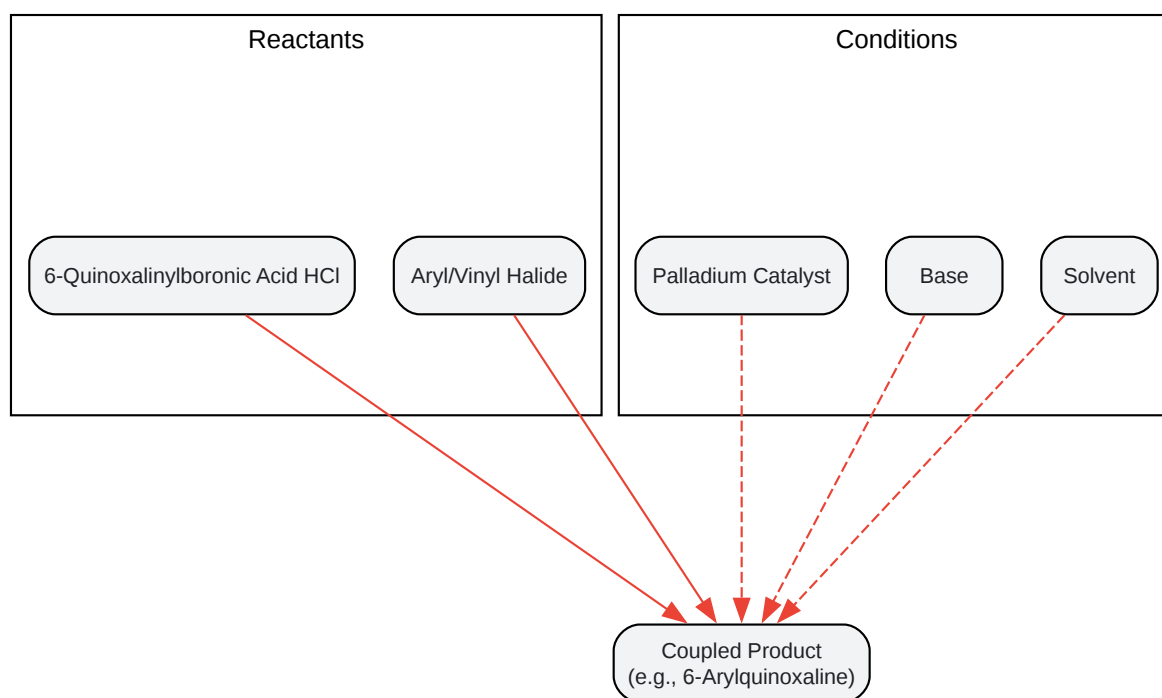 Reactants
Conditions
6-Quinoxalinylboronic Acid HCl
Aryl/Vinyl Halide
Palladium Catalyst
Base
Solvent
Coupled Product
(e.g., 6-Arylquinoxaline)